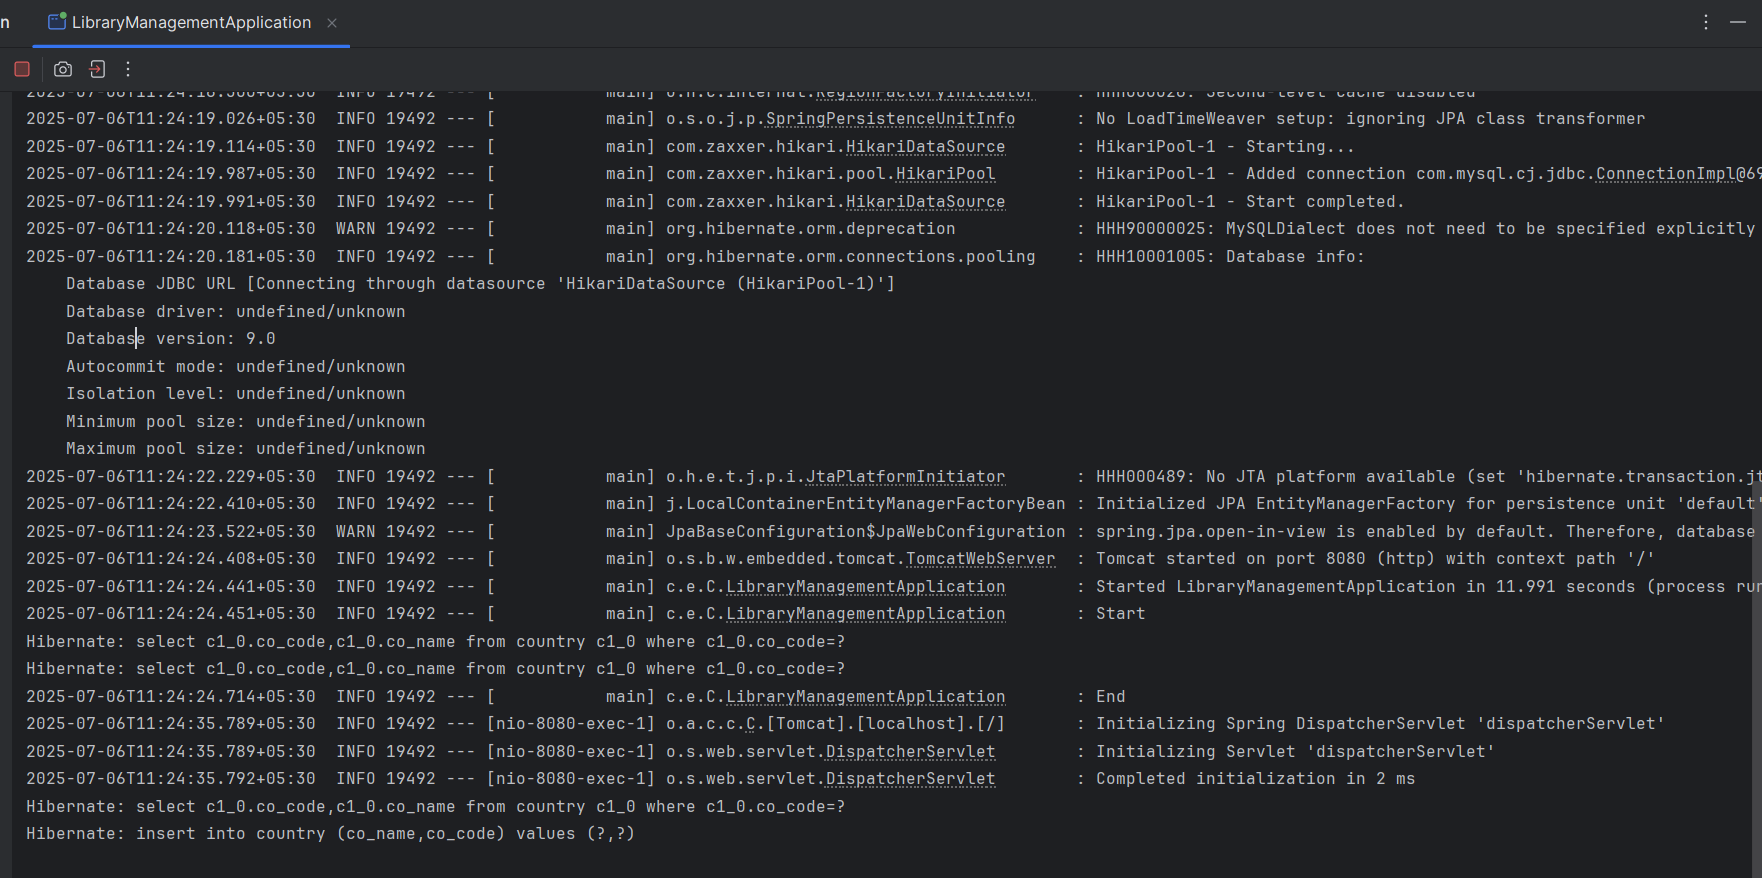 n
LibraryManagementApplication
2025-07-06T11:24:18.566+05:30  INFO 19492 --- [           main] o.h.c.internal.RegionFactoryInitiator    : HHH000026: Second-level cache disabled
2025-07-06T11:24:19.026+05:30  INFO 19492 --- [           main] o.s.o.j.p.SpringPersistenceUnitInfo      : No LoadTimeWeaver setup: ignoring JPA class transformer
2025-07-06T11:24:19.114+05:30  INFO 19492 --- [           main] com.zaxxer.hikari.HikariDataSource       : HikariPool-1 - Starting...
2025-07-06T11:24:19.987+05:30  INFO 19492 --- [           main] com.zaxxer.hikari.pool.HikariPool        : HikariPool-1 - Added connection com.mysql.cj.jdbc.ConnectionImpl@69
2025-07-06T11:24:19.991+05:30  INFO 19492 --- [           main] com.zaxxer.hikari.HikariDataSource       : HikariPool-1 - Start completed.
2025-07-06T11:24:20.118+05:30  WARN 19492 --- [           main] org.hibernate.orm.deprecation            : HHH90000025: MySQLDialect does not need to be specified explicitly
2025-07-06T11:24:20.181+05:30  INFO 19492 --- [           main] org.hibernate.orm.connections.pooling    : HHH10001005: Database info:
    Database JDBC URL [Connecting through datasource 'HikariDataSource (HikariPool-1)']
    Database driver: undefined/unknown
    Database version: 9.0
    Autocommit mode: undefined/unknown
    Isolation level: undefined/unknown
    Minimum pool size: undefined/unknown
    Maximum pool size: undefined/unknown
2025-07-06T11:24:22.229+05:30  INFO 19492 --- [           main] o.h.e.t.j.p.i.JtaPlatformInitiator       : HHH000489: No JTA platform available (set 'hibernate.transaction.jt
2025-07-06T11:24:22.410+05:30  INFO 19492 --- [           main] j.LocalContainerEntityManagerFactoryBean : Initialized JPA EntityManagerFactory for persistence unit 'default'
2025-07-06T11:24:23.522+05:30  WARN 19492 --- [           main] JpaBaseConfiguration$JpaWebConfiguration : spring.jpa.open-in-view is enabled by default. Therefore, database
2025-07-06T11:24:24.408+05:30  INFO 19492 --- [           main] o.s.b.w.embedded.tomcat.TomcatWebServer  : Tomcat started on port 8080 (http) with context path '/'
2025-07-06T11:24:24.441+05:30  INFO 19492 --- [           main] c.e.C.LibraryManagementApplication       : Started LibraryManagementApplication in 11.991 seconds (process run
2025-07-06T11:24:24.451+05:30  INFO 19492 --- [           main] c.e.C.LibraryManagementApplication       : Start
Hibernate: select c1_0.co_code,c1_0.co_name from country c1_0 where c1_0.co_code=?
Hibernate: select c1_0.co_code,c1_0.co_name from country c1_0 where c1_0.co_code=?
2025-07-06T11:24:24.714+05:30  INFO 19492 --- [           main] c.e.C.LibraryManagementApplication       : End
2025-07-06T11:24:35.789+05:30  INFO 19492 --- [nio-8080-exec-1] o.a.c.c.C.[Tomcat].[localhost].[/]       : Initializing Spring DispatcherServlet 'dispatcherServlet'
2025-07-06T11:24:35.789+05:30  INFO 19492 --- [nio-8080-exec-1] o.s.web.servlet.DispatcherServlet        : Initializing Servlet 'dispatcherServlet'
2025-07-06T11:24:35.792+05:30  INFO 19492 --- [nio-8080-exec-1] o.s.web.servlet.DispatcherServlet        : Completed initialization in 2 ms
Hibernate: select c1_0.co_code,c1_0.co_name from country c1_0 where c1_0.co_code=?
Hibernate: insert into country (co_name,co_code) values (?,?)